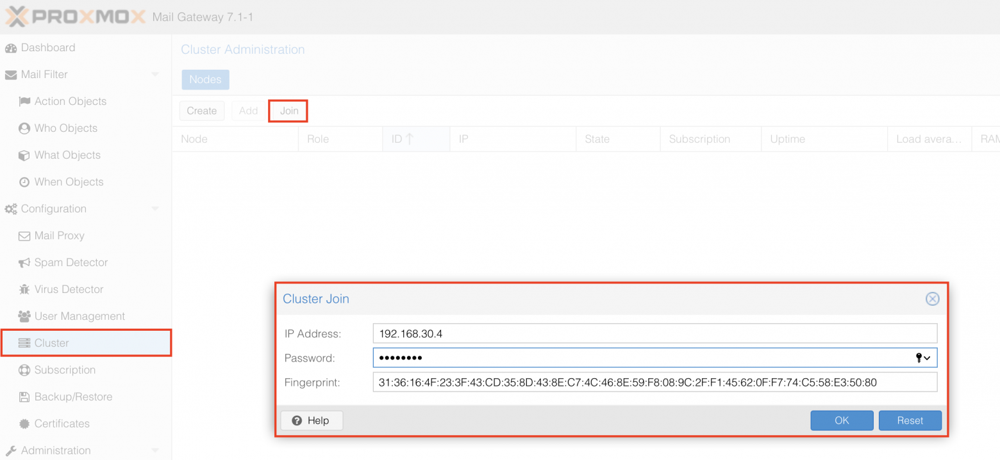 PROXMOX Mail Gateway 7.1-1
Dashboard
Mail Filter
Action Objects
Who Objects
What Objects
When Objects
Configuration
Mail Proxy
Spam Detector
Virus Detector
User Management
Cluster
Subscription
Backup/Restore
Certificates
Administration
Cluster Administration
Nodes
Create Add Join
Node Role ID IP State Subscription Uptime Load avera... RAM
Cluster Join
IP Address: 192.168.30.4
Password: ••••••••
Fingerprint: 31:36:16:4F:23:3F:43:CD:35:8D:43:8E:C7:4C:46:8E:59:F8:08:9C:2F:F1:45:62:0F:F7:74:C5:58:E3:50:80
Help OK Reset